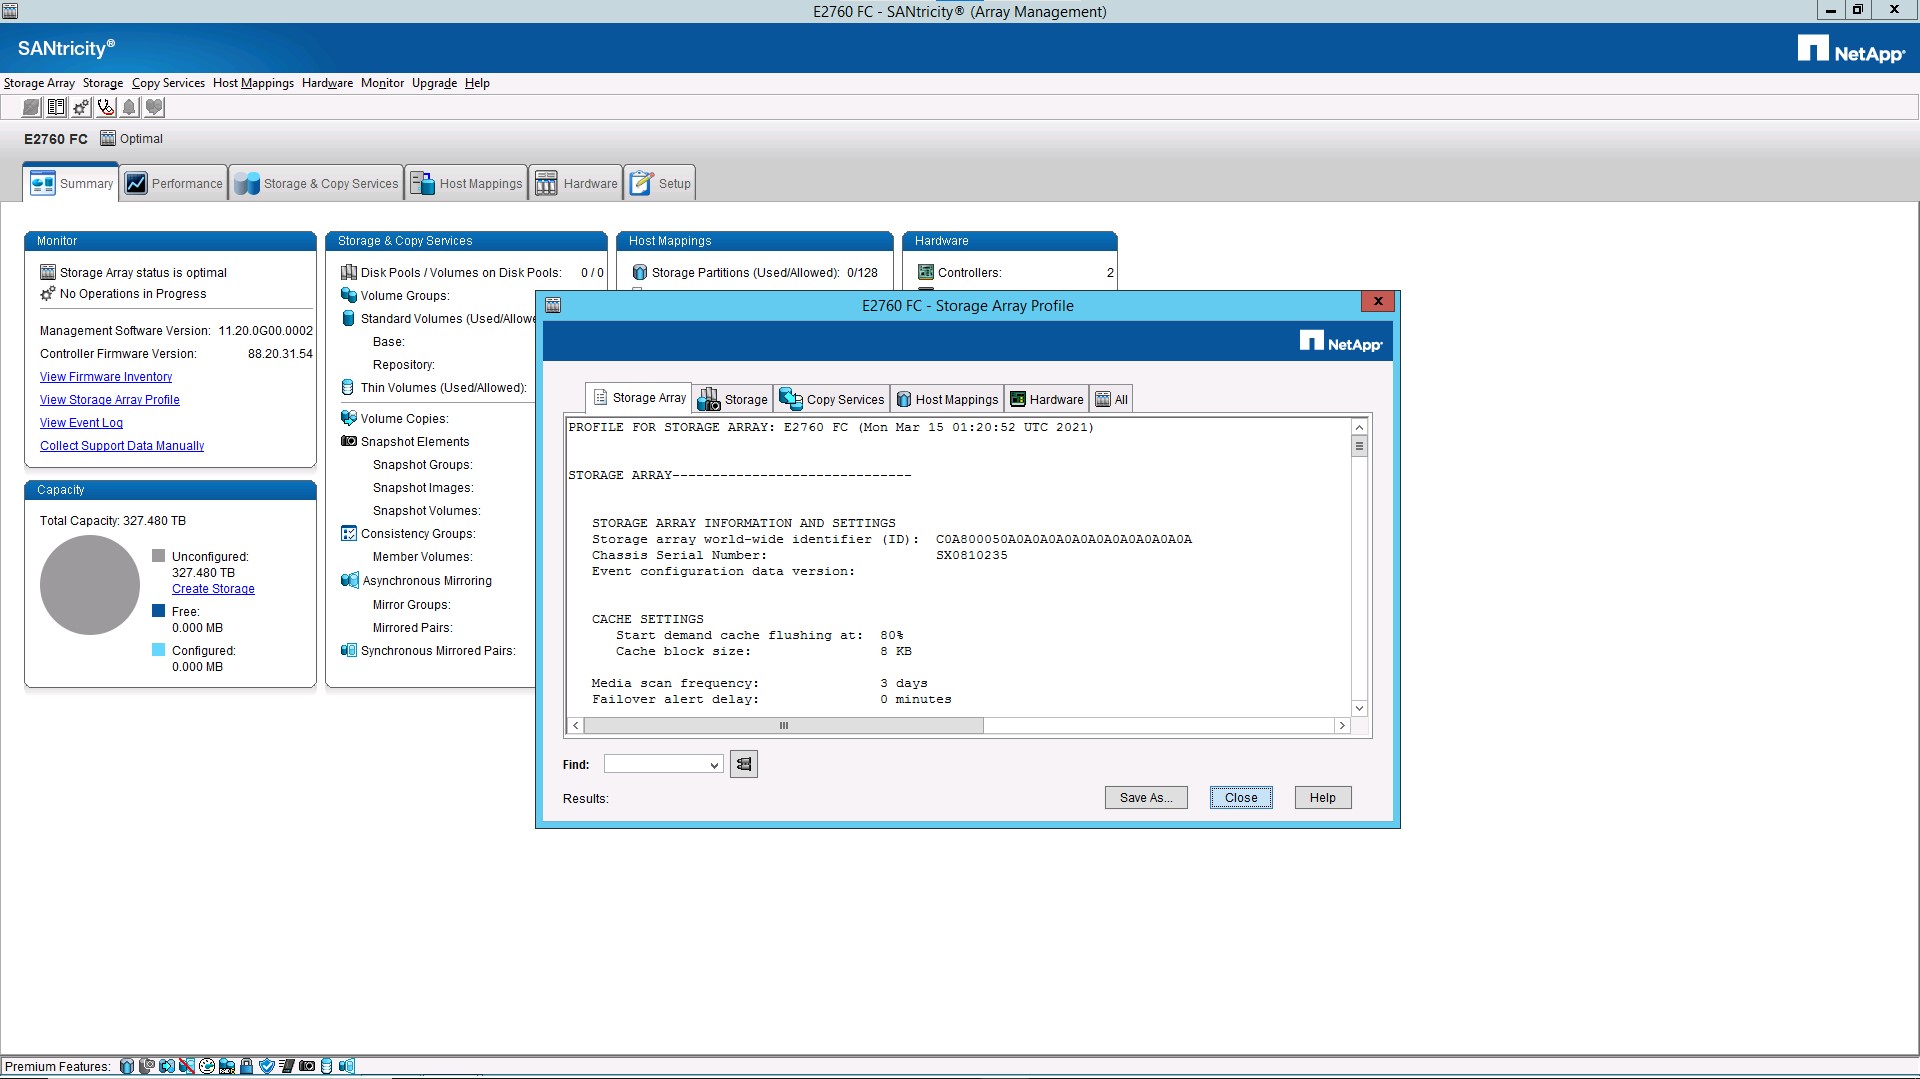 E2760 FC - SANtricity® (Array Management)
SANtricity®
NetApp®
Storage Array Storage Copy Services Host Mappings Hardware Monitor Upgrade Help
E2760 FC Optimal
Summary Performance Storage & Copy Services Host Mappings Hardware Setup
Monitor
Storage Array status is optimal
No Operations in Progress
Management Software Version: 11.20.0G00.0002
Controller Firmware Version: 88.20.31.54
View Firmware Inventory
View Storage Array Profile
View Event Log
Collect Support Data Manually
Capacity
Total Capacity: 327.480 TB
Unconfigured:
327.480 TB
Create Storage
Free:
0.000 MB
Configured:
0.000 MB
Storage & Copy Services
Disk Pools / Volumes on Disk Pools: 0 / 0
Volume Groups:
Standard Volumes (Used/Allowe
Base:
Repository:
Thin Volumes (Used/Allowed):
Volume Copies:
Snapshot Elements
Snapshot Groups:
Snapshot Images:
Snapshot Volumes:
Consistency Groups:
Member Volumes:
Asynchronous Mirroring
Mirror Groups:
Mirrored Pairs:
Synchronous Mirrored Pairs:
Host Mappings
Storage Partitions (Used/Allowed): 0/128
Hardware
Controllers: 2
E2760 FC - Storage Array Profile
NetApp®
Storage Array Storage Copy Services Host Mappings Hardware All
PROFILE FOR STORAGE ARRAY: E2760 FC (Mon Mar 15 01:20:52 UTC 2021)
STORAGE ARRAY------------------------------
STORAGE ARRAY INFORMATION AND SETTINGS
Storage array world-wide identifier (ID): C0A800050A0A0A0A0A0A0A0A0A0A0A0A
Chassis Serial Number: SX0810235
Event configuration data version:
CACHE SETTINGS
Start demand cache flushing at: 80%
Cache block size: 8 KB
Media scan frequency: 3 days
Failover alert delay: 0 minutes
Find:
Results:
Save As... Close Help
Premium Features: